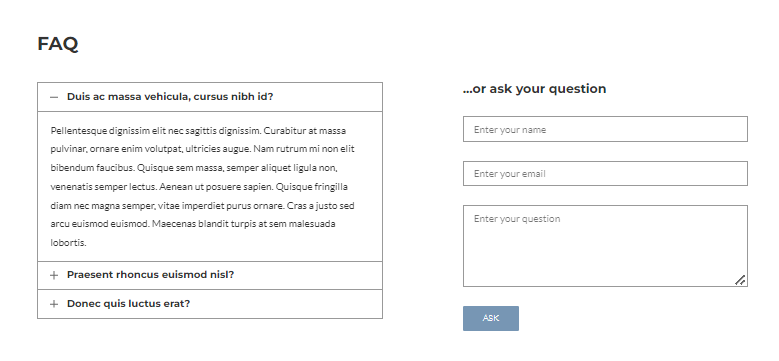 FAQ
Duis ac massa vehicula, cursus nibh id?
Pellentesque dignissim elit nec sagittis dignissim. Curabitur at massa
pulvinar, ornare enim volutpat, ultricies augue. Nam rutrum mi non elit
bibendum faucibus. Quisque sem massa, semper aliquet ligula non,
venenatis semper lectus. Aenean ut posuere sapien. Quisque fringilla
diam nec magna semper, vitae imperdiet purus ornare. Cras a justo sed
arcu euismod euismod. Maecenas blandit turpis at sem malesuada
lobortis.
Praesent rhoncus euismod nisl?
Donec quis luctus erat?
...or ask your question
Enter your name
Enter your email
Enter your question
ASK